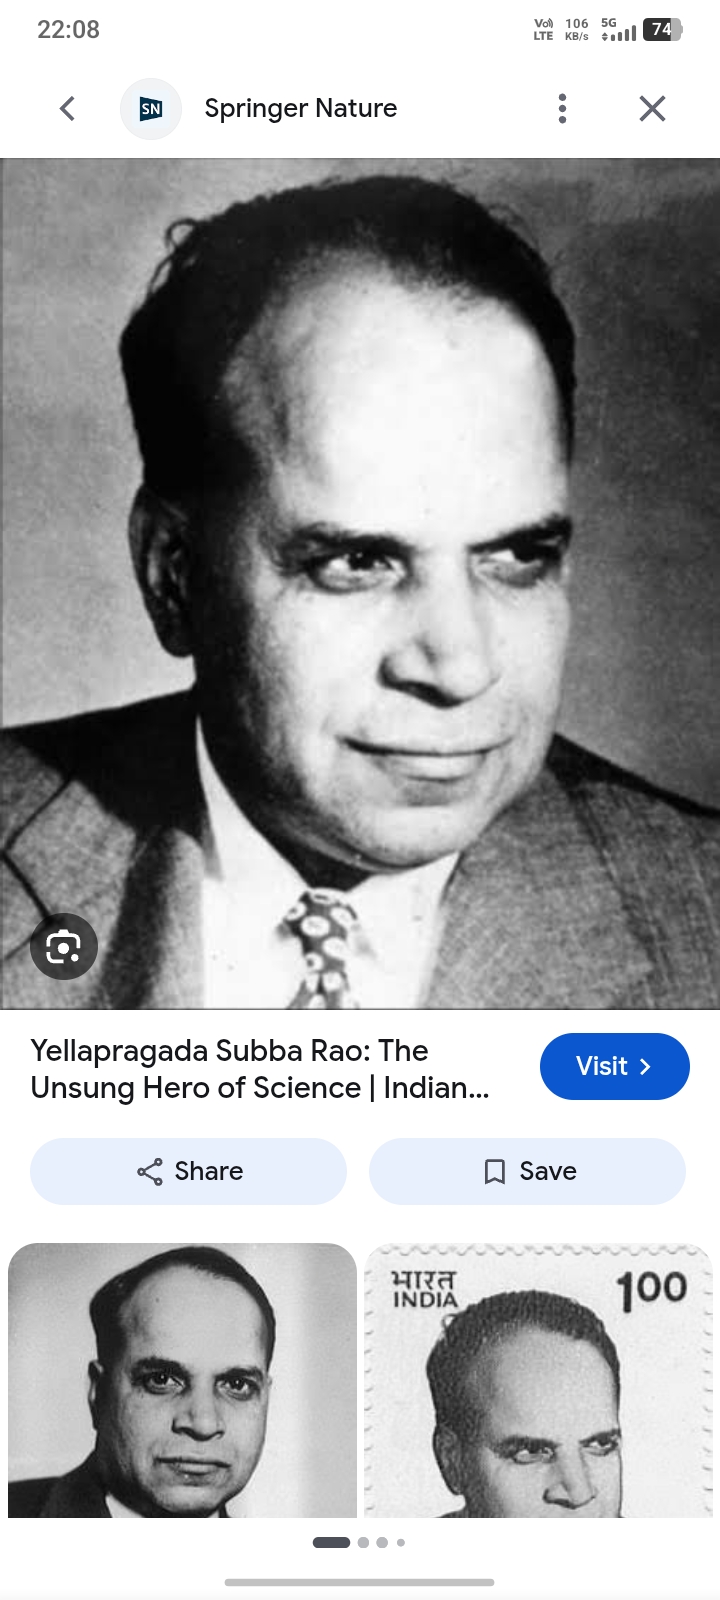 22:08
Vo) LTE
106 KB/s
5G
74
SN
Springer Nature
Yellapragada Subba Rao: The
Unsung Hero of Science | Indian...
Visit
Share
Save
भारत
INDIA
100